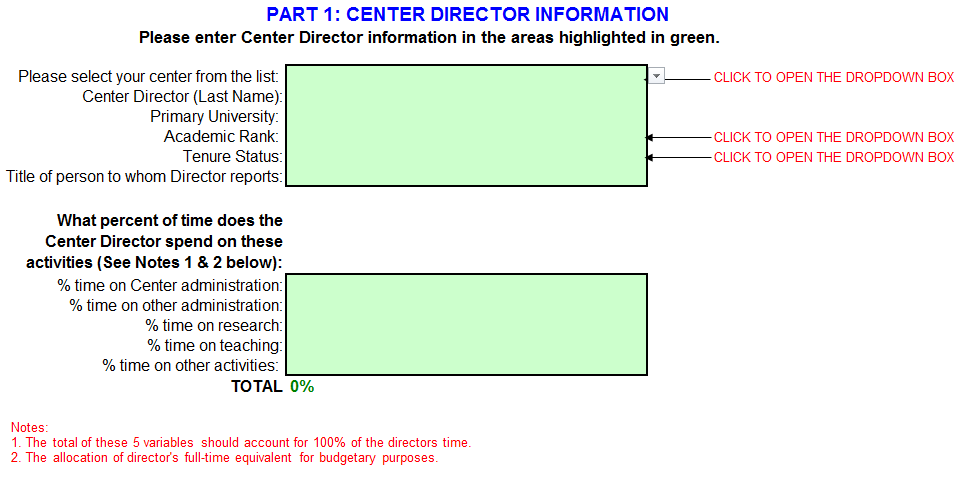 PART 1: CENTER DIRECTOR INFORMATION
Please enter Center Director information in the areas highlighted in green.
Please select your center from the list: CLICK TO OPEN THE DROPDOWN BOX
Center Director (Last Name):
Primary University:
Academic Rank: CLICK TO OPEN THE DROPDOWN BOX
Tenure Status: CLICK TO OPEN THE DROPDOWN BOX
Title of person to whom Director reports:
What percent of time does the
Center Director spend on these
activities (See Notes 1 & 2 below):
% time on Center administration:
% time on other administration:
% time on research:
% time on teaching:
% time on other activities:
TOTAL 0%
Notes:
1. The total of these 5 variables should account for 100% of the directors time.
2. The allocation of director's full-time equivalent for budgetary purposes.